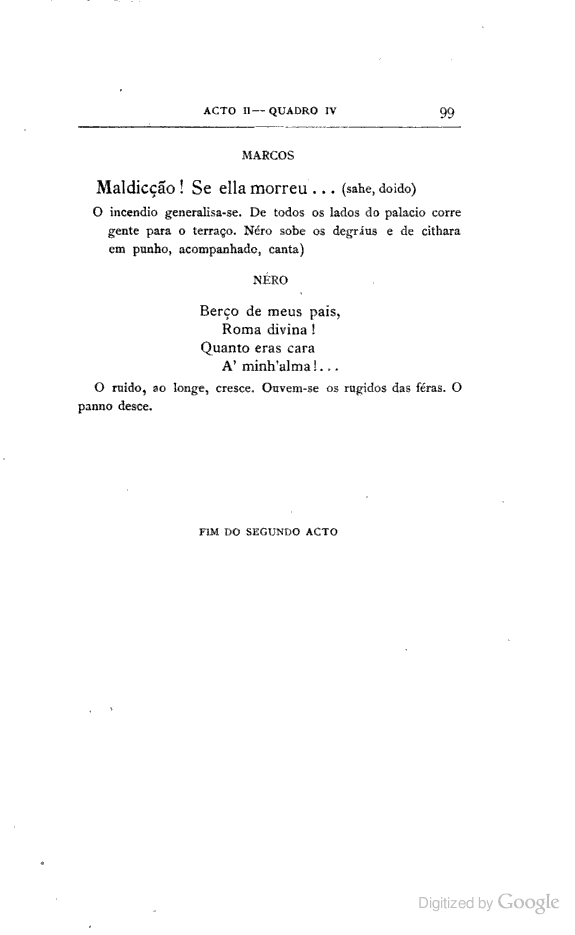 ACTO II — QUADRO IV 99
MARCOS
Maldicção! Se ella morreu . . . (sahe, doido)
O incendio generalisa-se. De todos os lados do palacio corre
gente para o terraço. Néro sobe os degráus e de cithara
em punho, acompanhado, canta)
NÉRO
Berço de meus pais,
Roma divina !
Quanto eras cara
A' minh'alma!...
O ruido, ao longe, cresce. Ouvem-se os rugidos das féras. O
panno desce.
FIM DO SEGUNDO ACTO
Digitized by Google